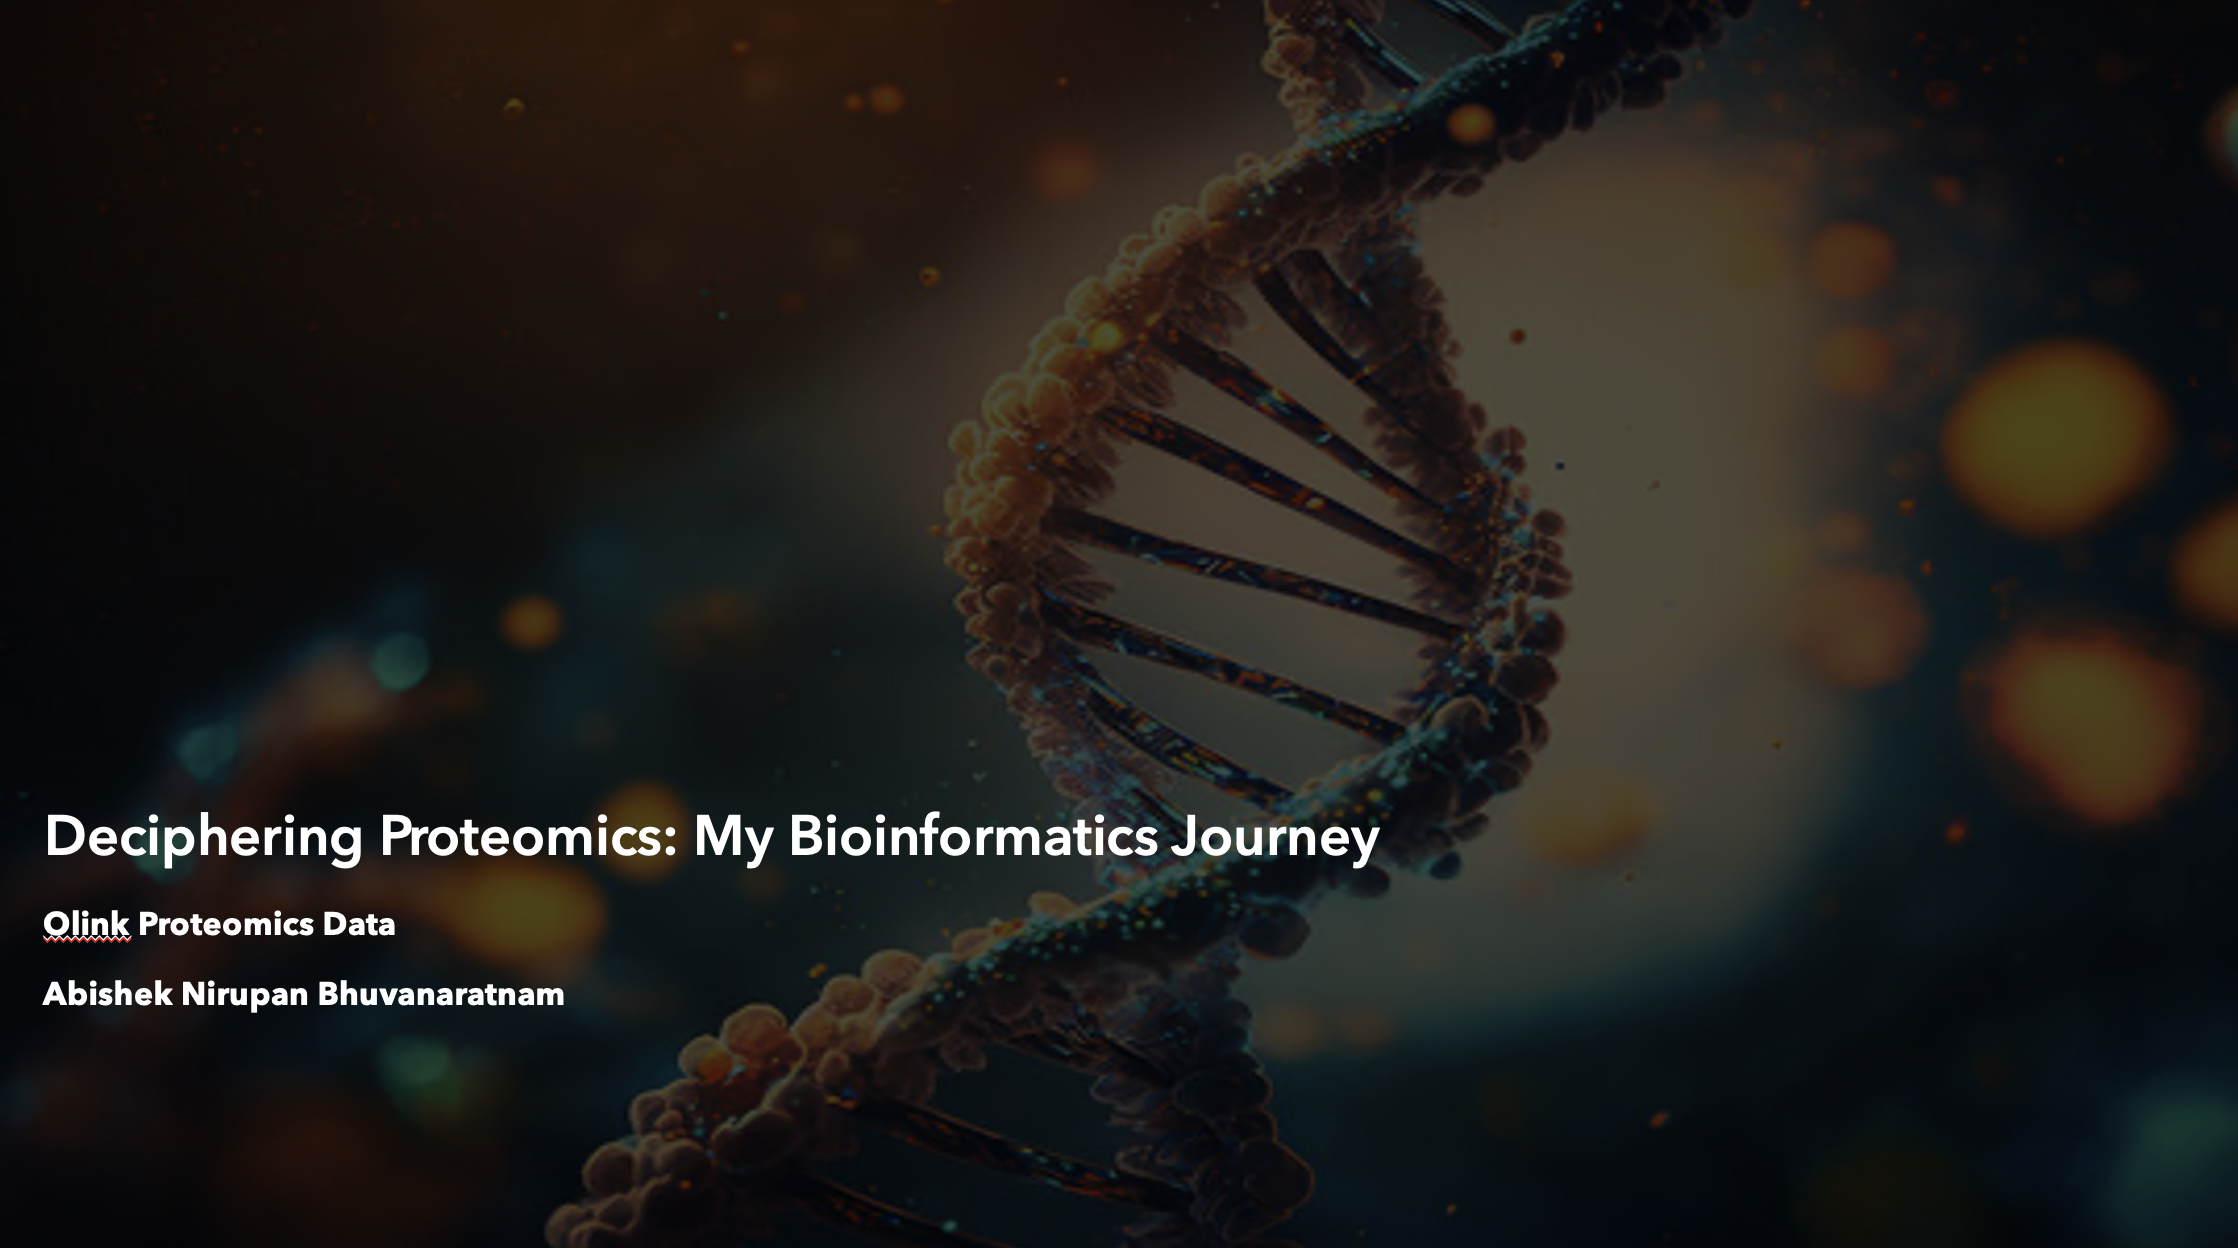 Deciphering Proteomics: My Bioinformatics Journey
Olink Proteomics Data
Abishek Nirupan Bhuvanaratnam